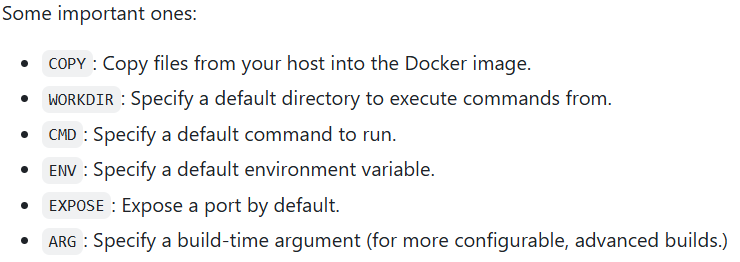 Some important ones:
• COPY: Copy files from your host into the Docker image.
• WORKDIR: Specify a default directory to execute commands from.
• CMD: Specify a default command to run.
• ENV: Specify a default environment variable.
• EXPOSE: Expose a port by default.
• ARG: Specify a build-time argument (for more configurable, advanced builds.)